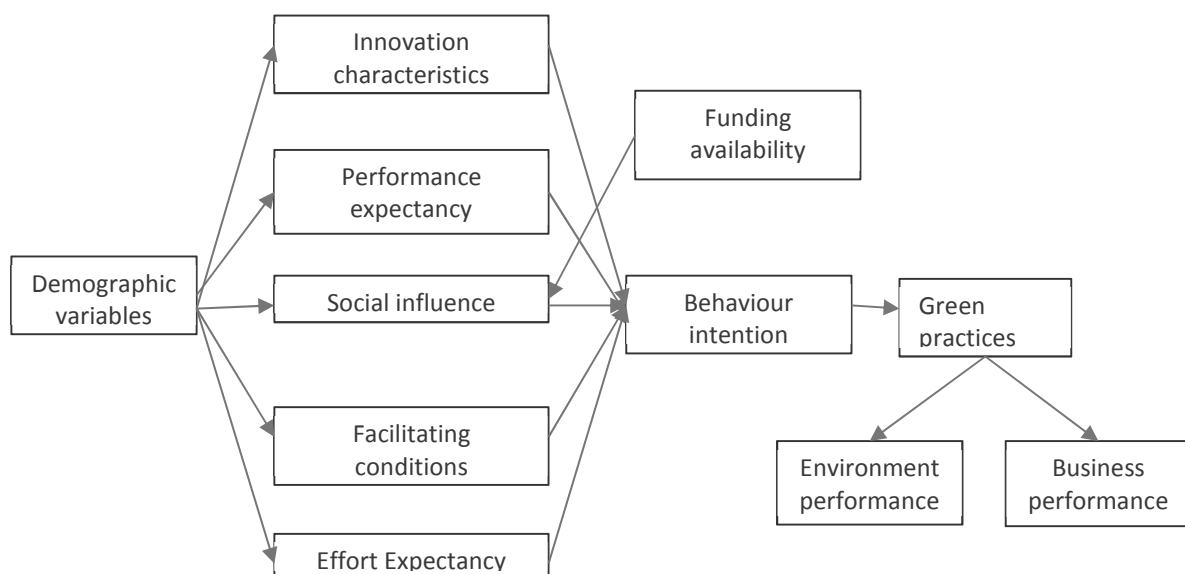 Innovation
characteristics
Funding
availability
Performance
expectancy
Demographic
variables
Social influence
Behaviour
intention
Green
practices
Facilitating
conditions
Environment
performance
Business
performance
Effort Expectancy